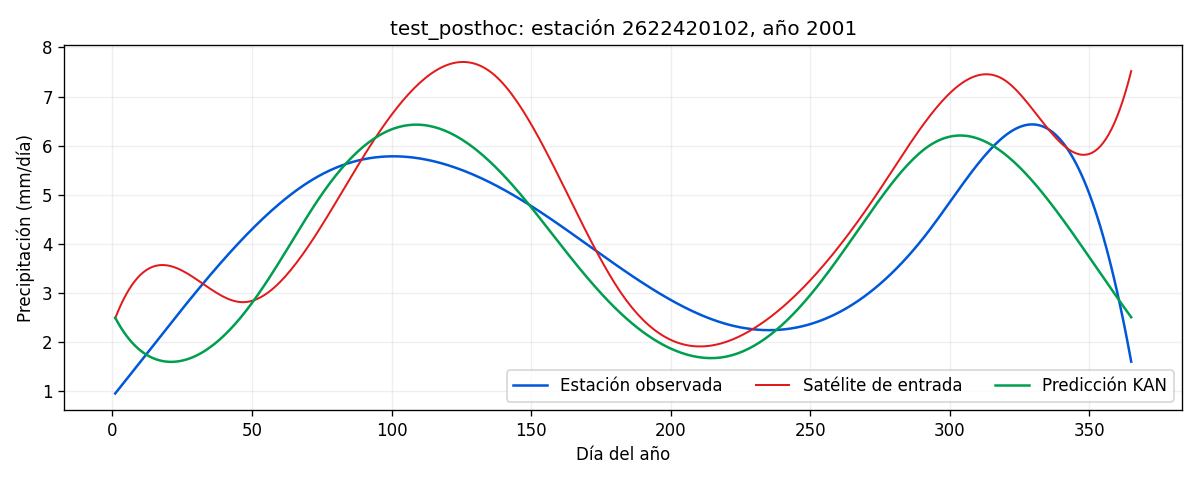 test_posthoc: estación 2622420102, año 2001
Precipitación (mm/día)
8
7
6
5
4
3
2
1
0 50 100 150 200 250 300 350
Día del año
Estación observada Satélite de entrada Predicción KAN